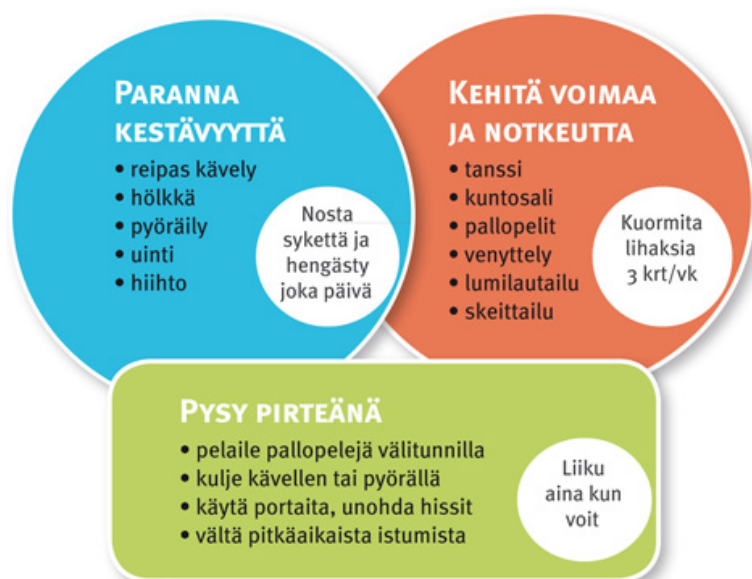 PARANNA
KESTÄVYYTTÄ
• reipas kävely
• hölkkä
• pyöräily
• uinti
• hiihto
Nosta
sykettä ja
hengästy
joka päivä
KEHITÄ VOIMAA
JA NOTKEUTTA
• tanssi
• kuntosali
• pallopelit
• venyttely
• lumilautailu
• skeittailu
Kuormita
lihaksia
3 krt/vk
PYSY PIRTEÄNÄ
• pelaile pallopelejä välitunnilla
• kulje kävellen tai pyörällä
• käytä portaita, unohda hissit
• vältä pitkäaikaista istumista
Liiku
aina kun
voit